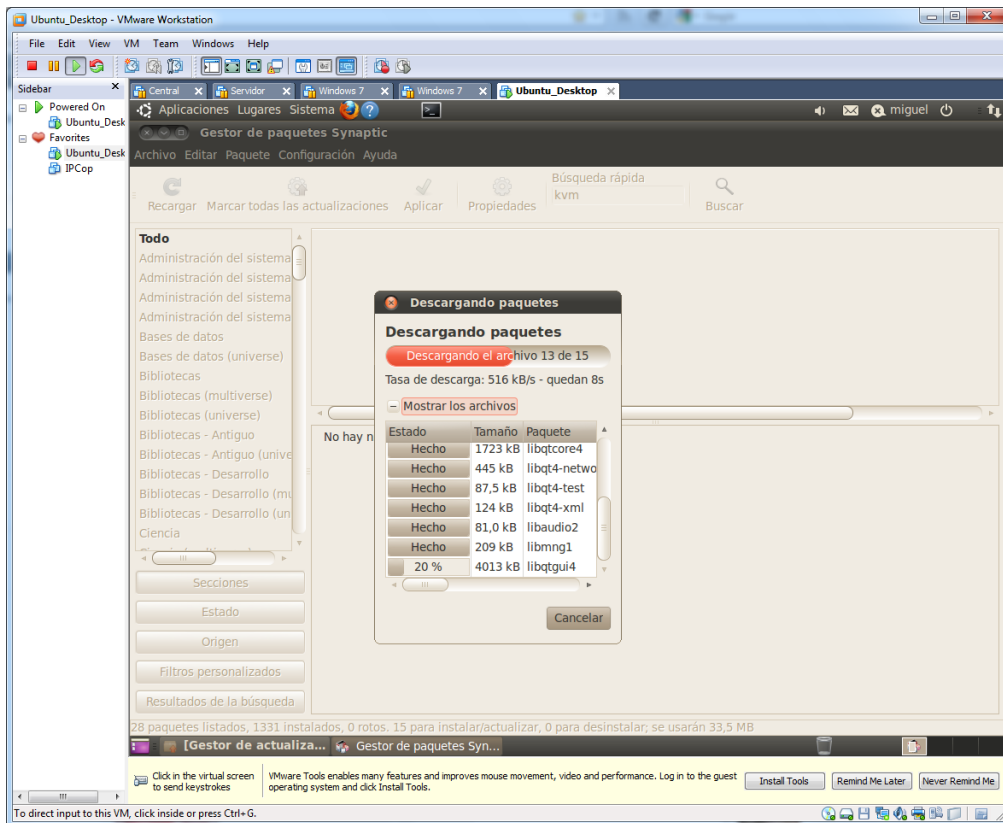 Ubuntu_Desktop - VMware Workstation
File Edit View VM Team Windows Help
Sidebar
Powered On
Ubuntu_Desk
Favorites
Ubuntu_Desk
IPCop
Central Servidor Windows 7 Windows 7 Ubuntu_Desktop
Aplicaciones Lugares Sistema miguel
Gestor de paquetes Synaptic
Archivo Editar Paquete Configuración Ayuda
Búsqueda rápida
kvm
Recargar Marcar todas las actualizaciones Aplicar Propiedades Buscar
Todo
Administración del sistema
Administración del sistema
Administración del sistema
Administración del sistema
Bases de datos
Bases de datos (universe)
Bibliotecas
Bibliotecas (multiverse)
Bibliotecas (universe)
Bibliotecas - Antiguo
Bibliotecas - Antiguo (unive
Bibliotecas - Desarrollo
Bibliotecas - Desarrollo (mu
Bibliotecas - Desarrollo (un
Ciencia
Secciones
Estado
Origen
Filtros personalizados
Resultados de la búsqueda
No hay n
Descargando paquetes
Descargando paquetes
Descargando el archivo 13 de 15
Tasa de descarga: 516 kB/s - quedan 8s
Mostrar los archivos
Estado Tamaño Paquete
Hecho 1723 kB libqtcore4
Hecho 445 kB libqt4-netwo
Hecho 87,5 kB libqt4-test
Hecho 124 kB libqt4-xml
Hecho 81,0 kB libaudio2
Hecho 209 kB libmng1
20 % 4013 kB libqtgui4
Cancelar
28 paquetes listados, 1331 instalados, 0 rotos. 15 para instalar/actualizar, 0 para desinstalar; se usarán 33,5 MB
[Gestor de actualiza... Gestor de paquetes Syn...
Click in the virtual screen
to send keystrokes
VMware Tools enables many features and improves mouse movement, video and performance. Log in to the guest
operating system and click Install Tools.
Install Tools Remind Me Later Never Remind Me
To direct input to this VM, click inside or press Ctrl+G.